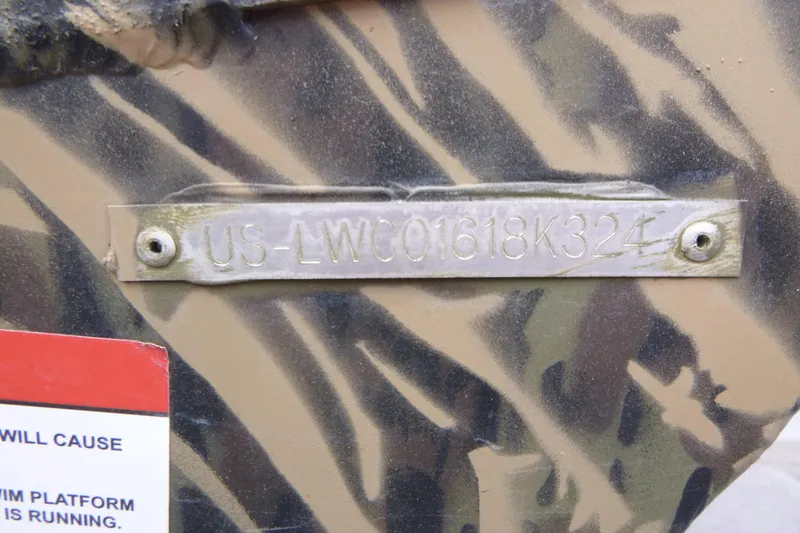 US-LWC01618K324
WILL CAUSE
IM PLATFORM
IS RUNNING.